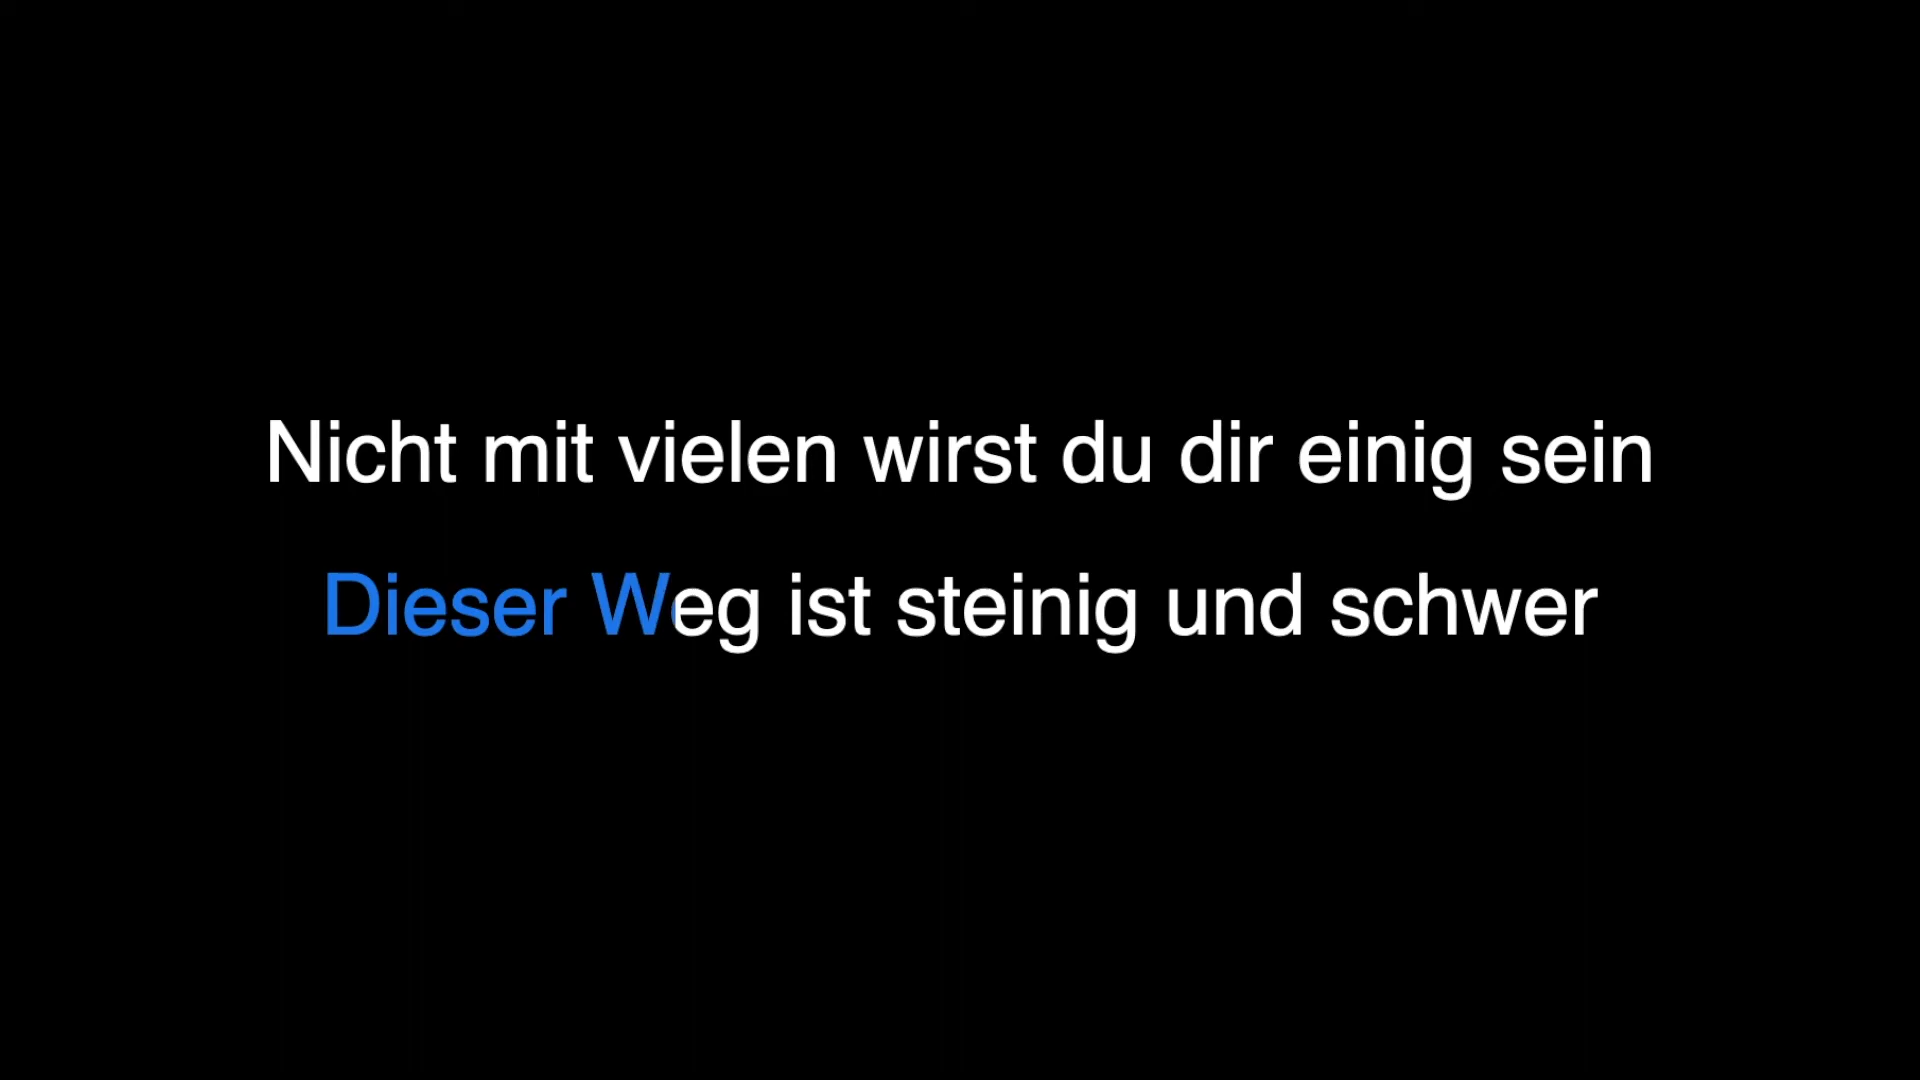 Nicht mit vielen wirst du dir einig sein
Dieser Weg ist steinig und schwer